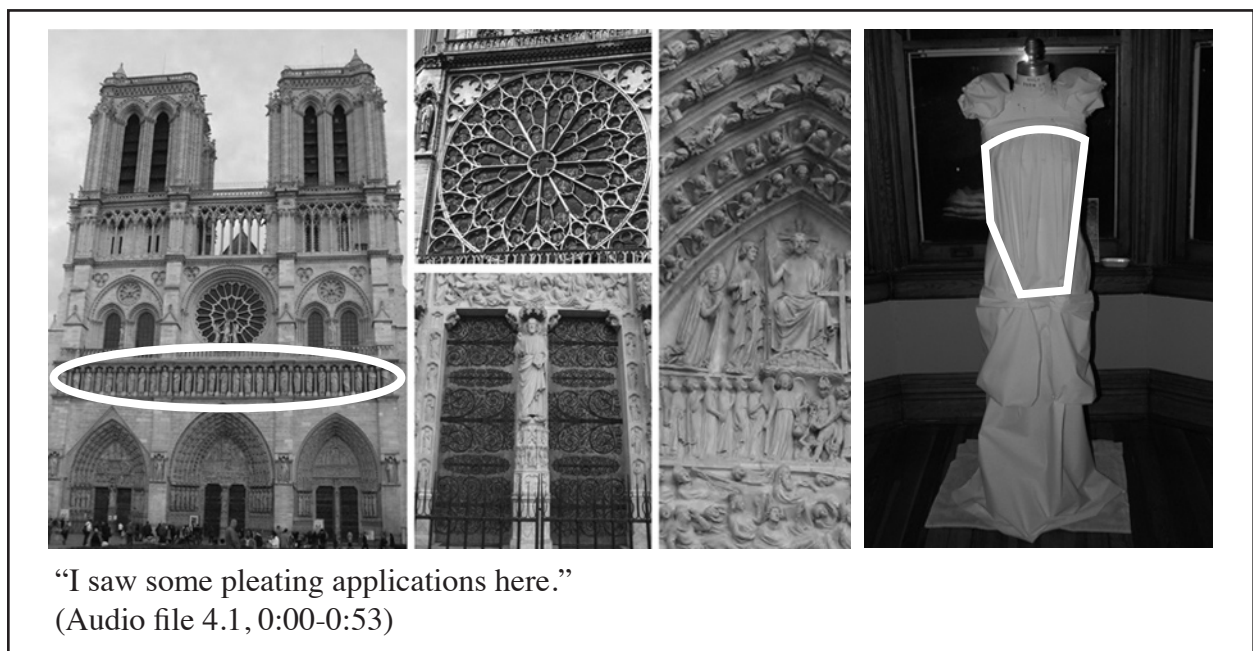 “I saw some pleating applications here.”
(Audio file 4.1, 0:00-0:53)